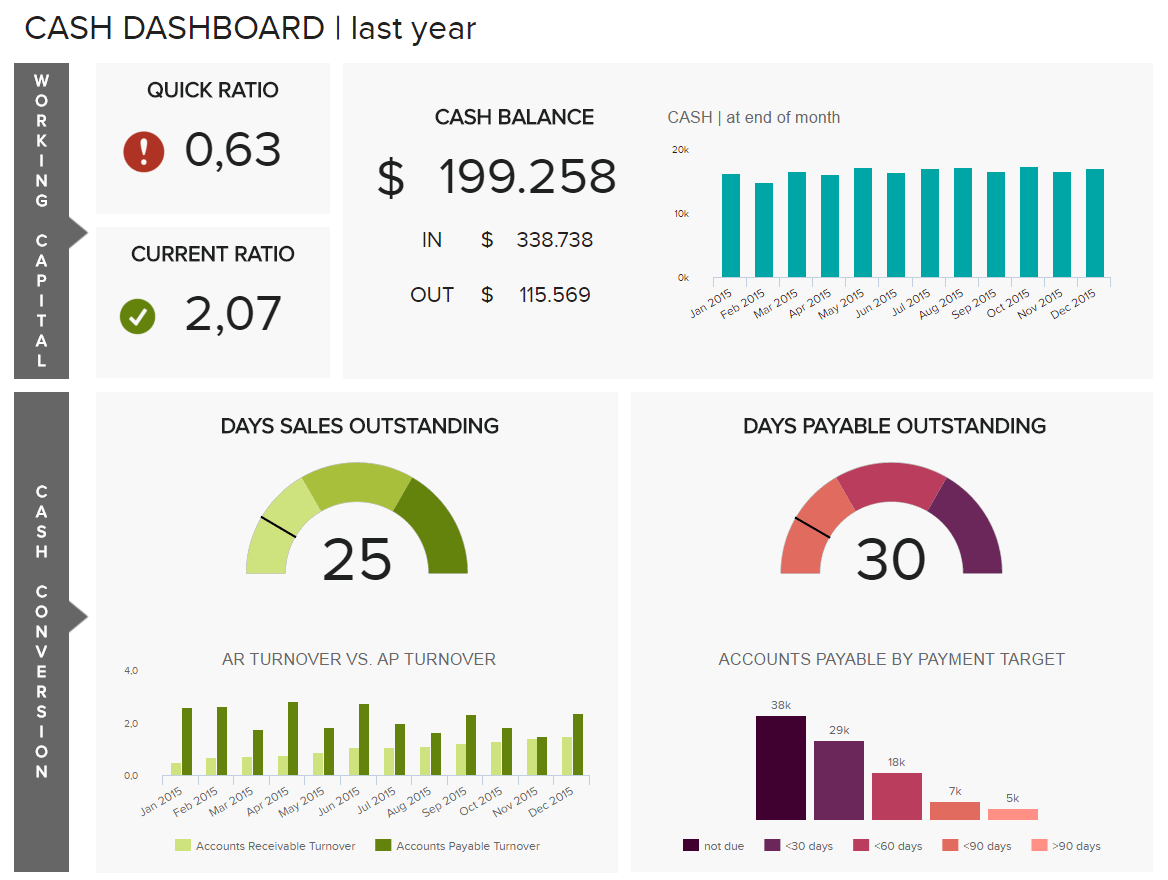 CASH DASHBOARD | last year
WORKING CAPITAL
QUICK RATIO
0,63
CURRENT RATIO
2,07
CASH BALANCE
$ 199.258
IN $ 338.738
OUT $ 115.569
CASH | at end of month
20k
10k
0k
Jan 2015 Feb 2015 Mar 2015 Apr 2015 May 2015 Jun 2015 Jul 2015 Aug 2015 Sep 2015 Oct 2015 Nov 2015 Dec 2015
CASH CONVERSION
DAYS SALES OUTSTANDING
25
AR TURNOVER VS. AP TURNOVER
4,0
2,0
0,0
Jan 2015 Feb 2015 Mar 2015 Apr 2015 May 2015 Jun 2015 Jul 2015 Aug 2015 Sep 2015 Oct 2015 Nov 2015 Dec 2015
Accounts Receivable Turnover Accounts Payable Turnover
DAYS PAYABLE OUTSTANDING
30
ACCOUNTS PAYABLE BY PAYMENT TARGET
38k
29k
18k
7k
5k
not due <30 days <60 days <90 days >90 days